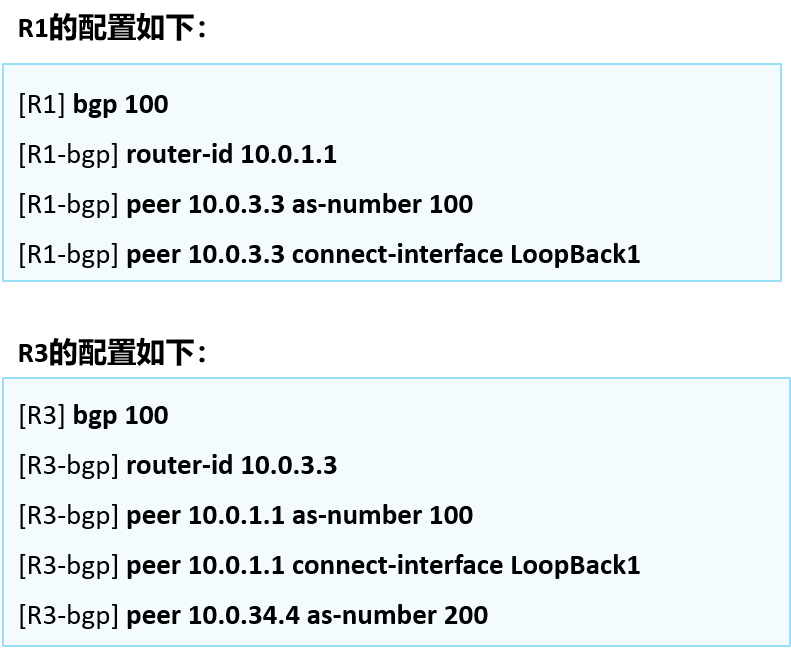 R1的配置如下：
[R1] bgp 100
[R1-bgp] router-id 10.0.1.1
[R1-bgp] peer 10.0.3.3 as-number 100
[R1-bgp] peer 10.0.3.3 connect-interface LoopBack1
R3的配置如下：
[R3] bgp 100
[R3-bgp] router-id 10.0.3.3
[R3-bgp] peer 10.0.1.1 as-number 100
[R3-bgp] peer 10.0.1.1 connect-interface LoopBack1
[R3-bgp] peer 10.0.34.4 as-number 200